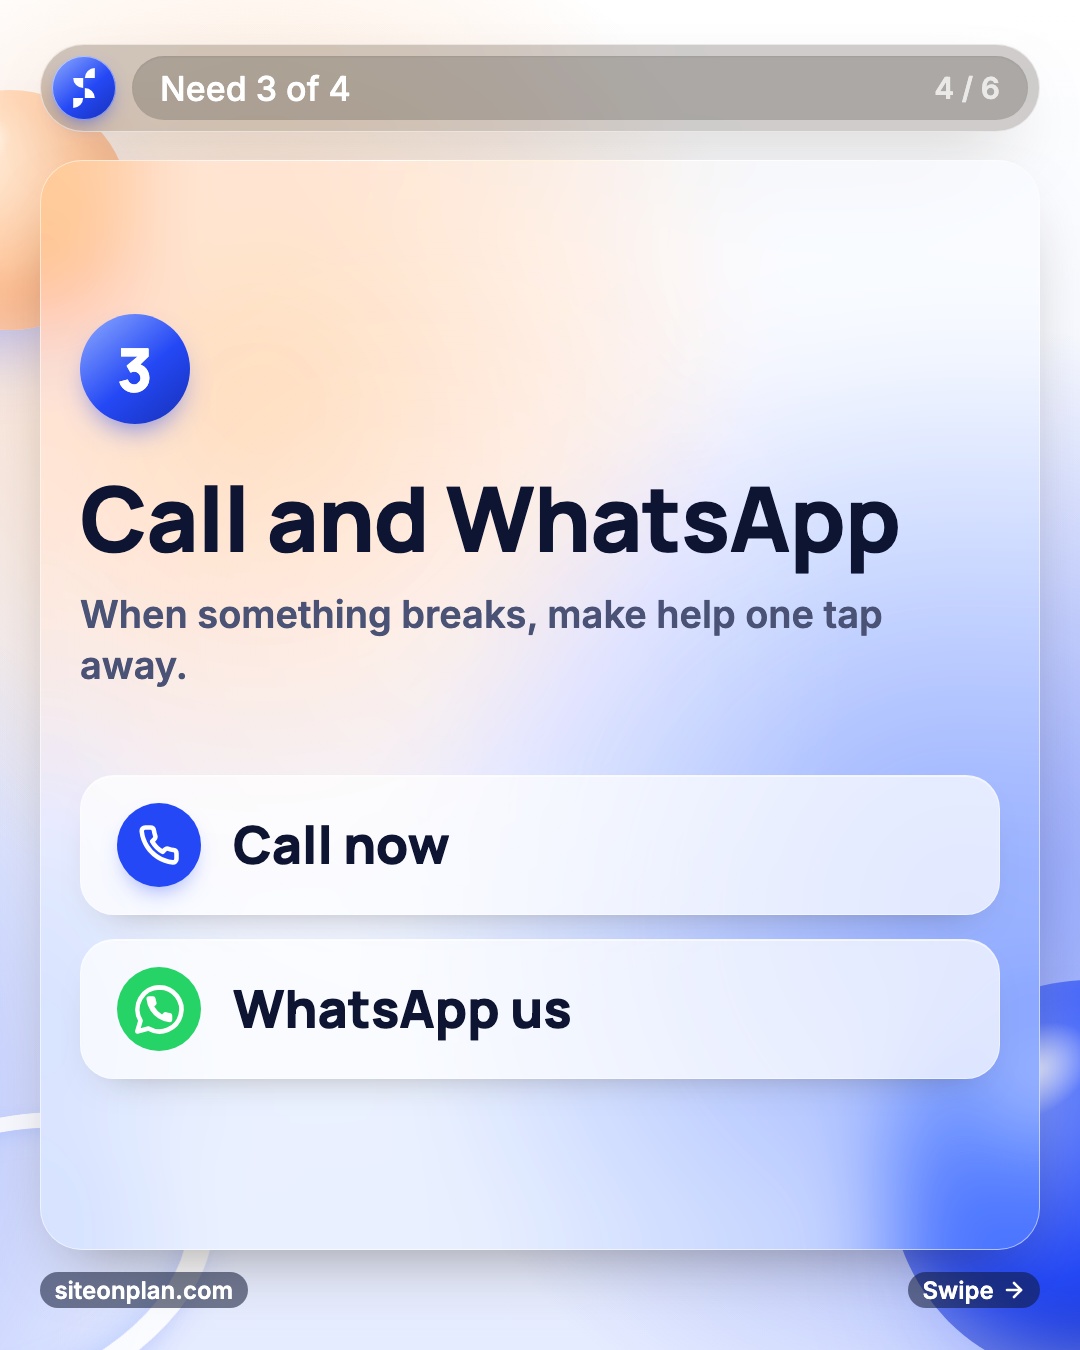 Need 3 of 4
4 / 6
3
Call and WhatsApp
When something breaks, make help one tap
away.
Call now
WhatsApp us
siteonplan.com
Swipe →